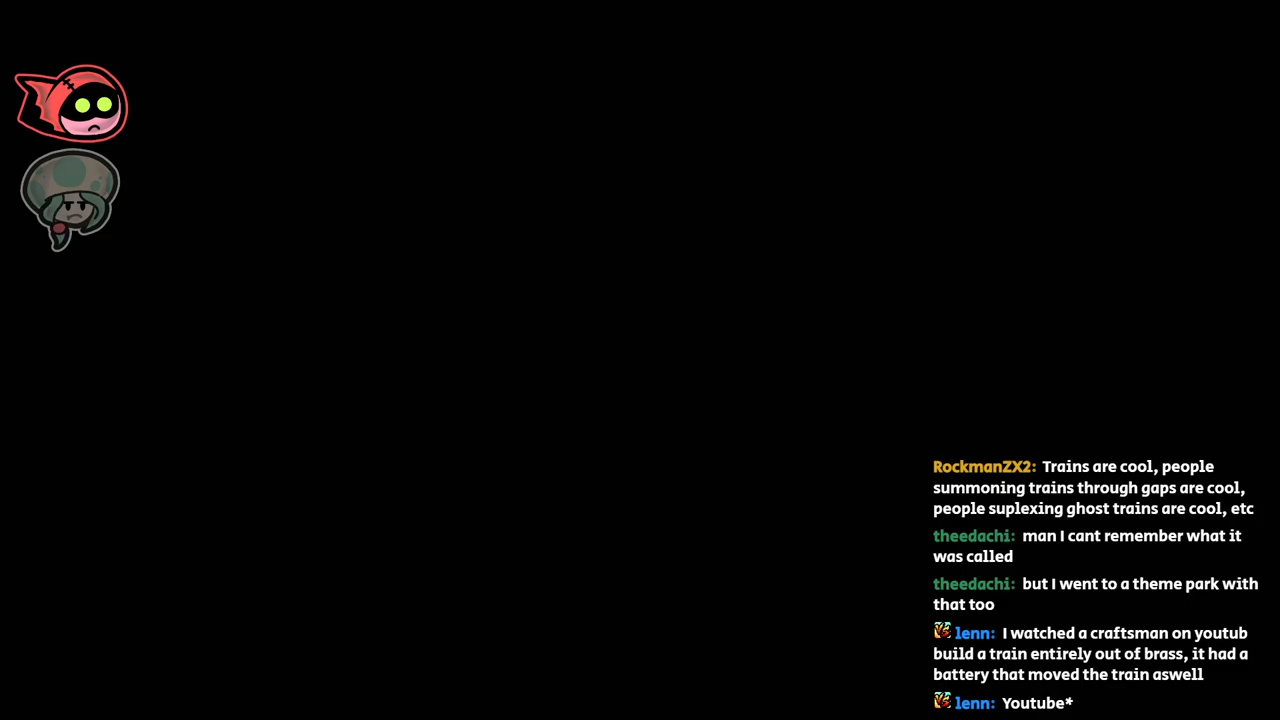 RockmanZX2: Trains are cool, people
summoning trains through gaps are cool,
people suplexing ghost trains are cool, etc
theedachi: man I cant remember what it
was called
theedachi: but I went to a theme park with
that too
lenn: I watched a craftsman on youtub
build a train entirely out of brass, it had a
battery that moved the train aswell
lenn: Youtube*